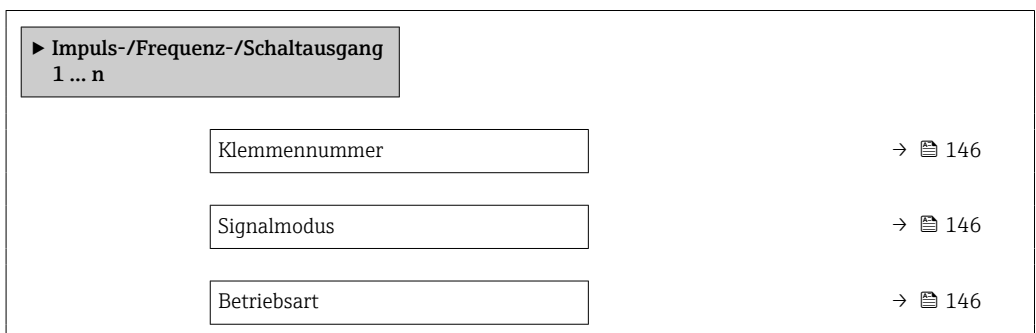 ▶ Impuls-/Frequenz-/Schaltausgang
1 … n
Klemmennummer → 146
Signalmodus → 146
Betriebsart → 146